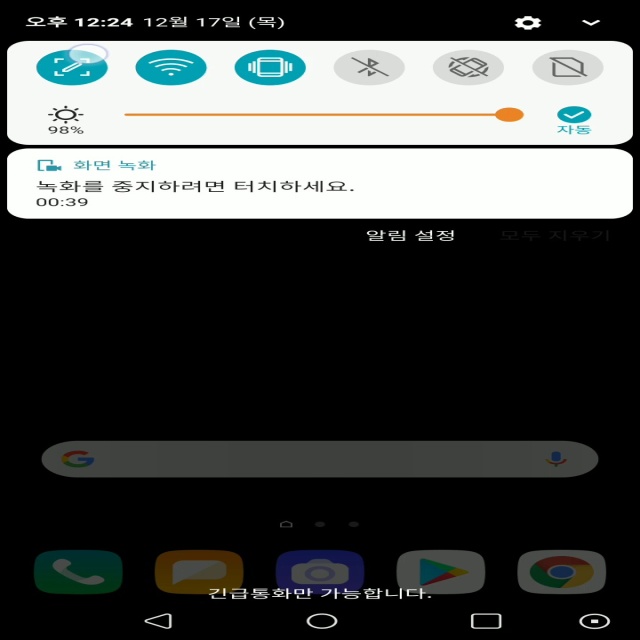 오후 12:24 12월 17일 (목)
98%
자동
화면 녹화
녹화를 중지하려면 터치하세요.
00:39
알림 설정 모두 지우기
긴급통화만 가능합니다.